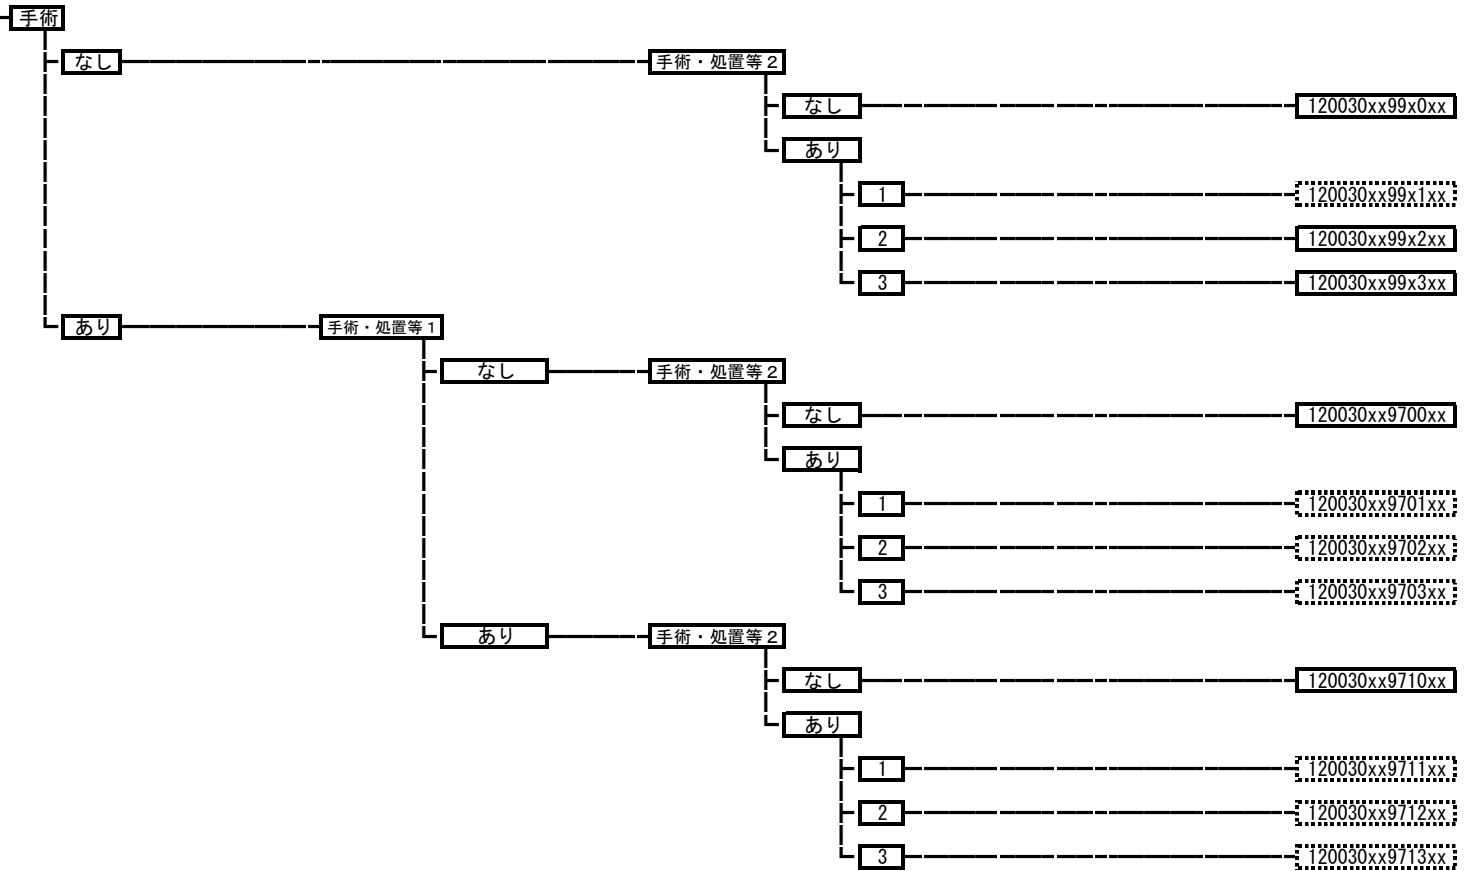 手術
なし 手術・処置等２
なし 120030xx99x0xx
あり
1 120030xx99x1xx
2 120030xx99x2xx
3 120030xx99x3xx
あり 手術・処置等１
なし 手術・処置等２
なし 120030xx9700xx
あり
1 120030xx9701xx
2 120030xx9702xx
3 120030xx9703xx
あり 手術・処置等２
なし 120030xx9710xx
あり
1 120030xx9711xx
2 120030xx9712xx
3 120030xx9713xx